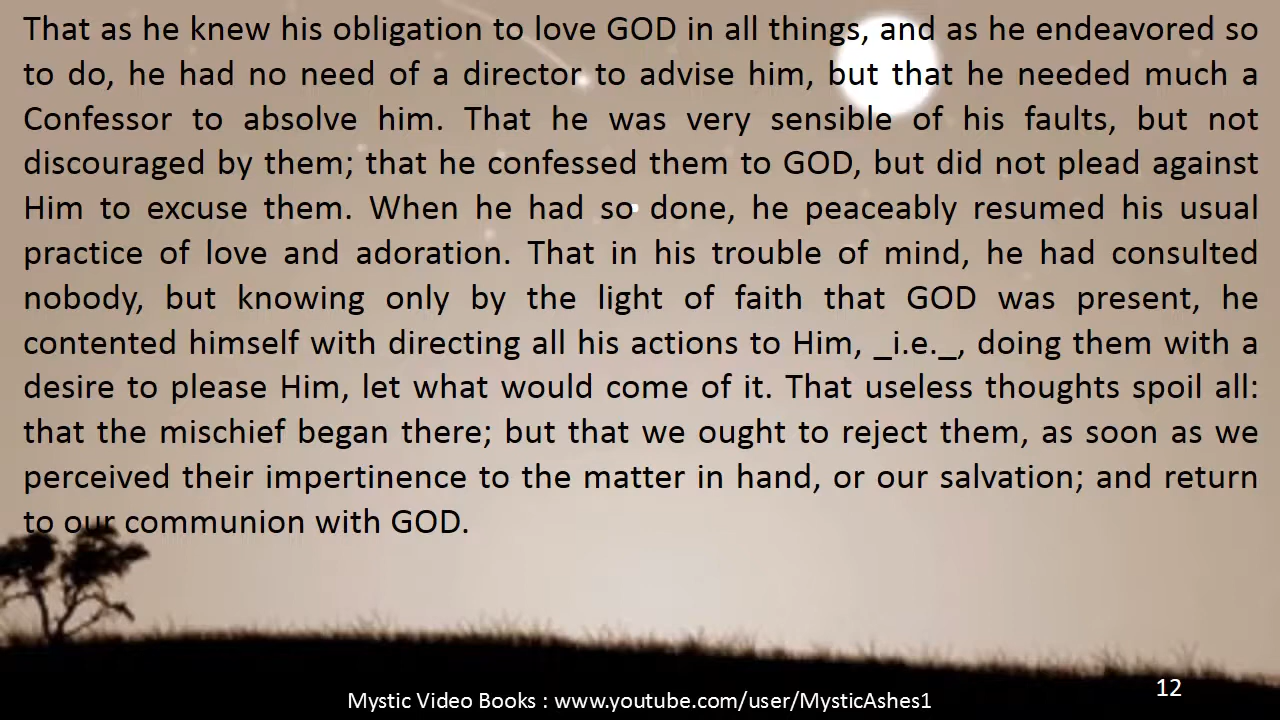 That as he knew his obligation to love GOD in all things, and as he endeavored so
to do, he had no need of a director to advise him, but that he needed much a
Confessor to absolve him. That he was very sensible of his faults, but not
discouraged by them; that he confessed them to GOD, but did not plead against
Him to excuse them. When he had so done, he peaceably resumed his usual
practice of love and adoration. That in his trouble of mind, he had consulted
nobody, but knowing only by the light of faith that GOD was present, he
contented himself with directing all his actions to Him, _i.e._, doing them with a
desire to please Him, let what would come of it. That useless thoughts spoil all:
that the mischief began there; but that we ought to reject them, as soon as we
perceived their impertinence to the matter in hand, or our salvation; and return
to our communion with GOD.
12
Mystic Video Books : www.youtube.com/user/MysticAshes1